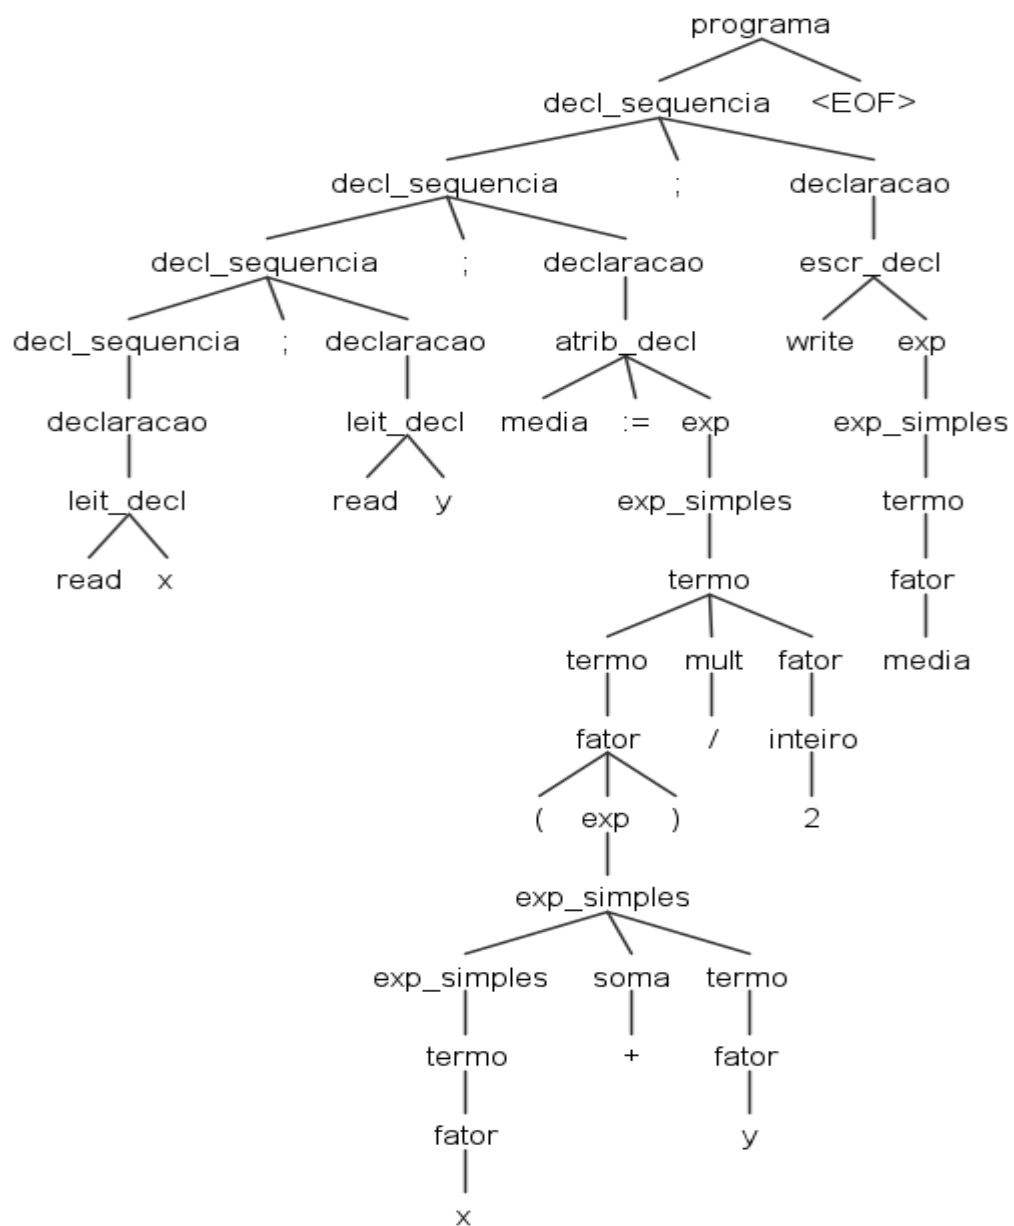 programa
decl_sequencia <EOF>
decl_sequencia ; declaracao
decl_sequencia ; declaracao escr_decl
decl_sequencia ; declaracao atrib_decl write exp
declaracao leit_decl media := exp exp_simples
leit_decl read y exp_simples termo
read x termo fator
termo mult fator media
fator / inteiro
( exp ) 2
exp_simples
exp_simples soma termo
termo + fator
fator y
x